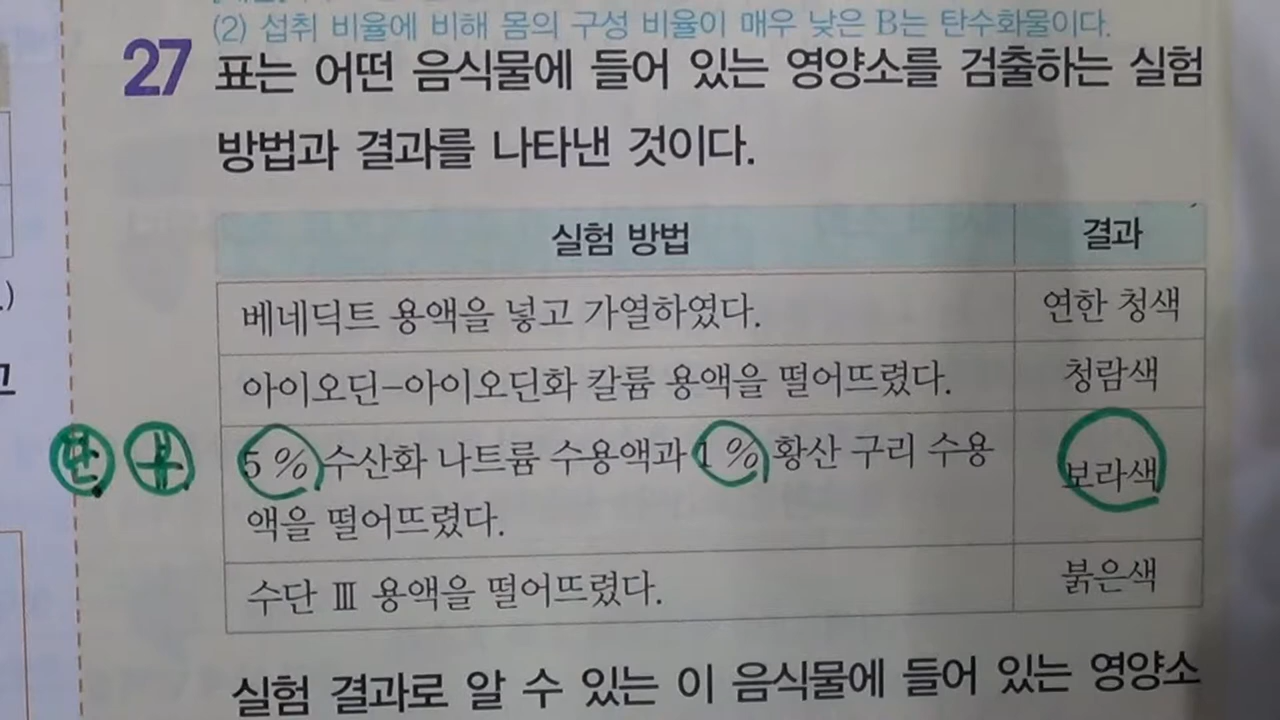 (2) 섭취 비율에 비해 몸의 구성 비율이 매우 낮은 B는 탄수화물이다.
27 표는 어떤 음식물에 들어 있는 영양소를 검출하는 실험
방법과 결과를 나타낸 것이다.
실험 방법 결과
베네딕트 용액을 넣고 가열하였다. 연한 청색
아이오딘-아이오딘화 칼륨 용액을 떨어뜨렸다. 청람색
단 뷰 5 % 수산화 나트륨 수용액과 1 % 황산 구리 수용
액을 떨어뜨렸다. 보라색
수단 Ⅲ 용액을 떨어뜨렸다. 붉은색
실험 결과로 알 수 있는 이 음식물에 들어 있는 영양소